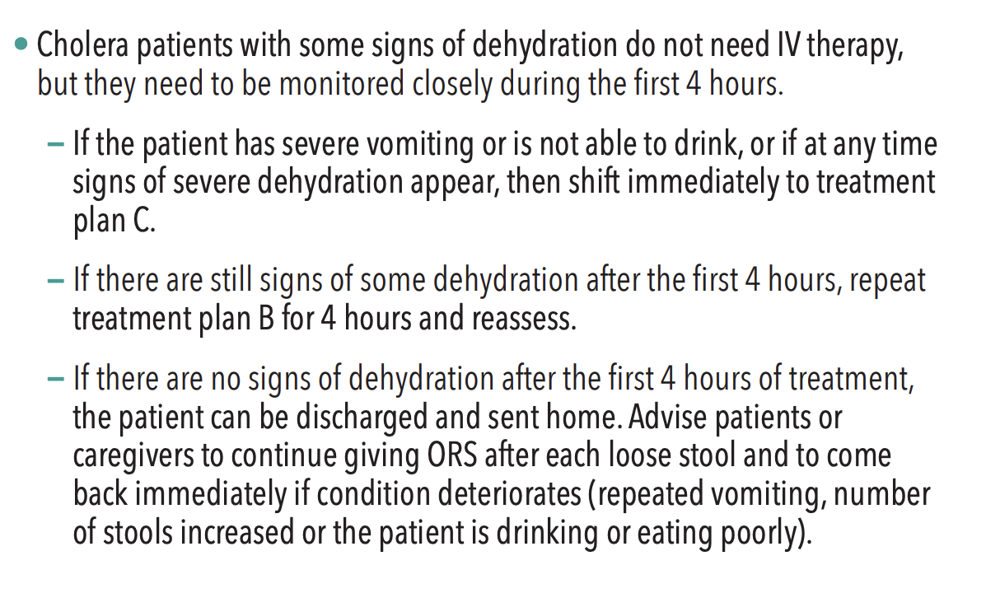 • Cholera patients with some signs of dehydration do not need IV therapy,
but they need to be monitored closely during the first 4 hours.
– If the patient has severe vomiting or is not able to drink, or if at any time
signs of severe dehydration appear, then shift immediately to treatment
plan C.
– If there are still signs of some dehydration after the first 4 hours, repeat
treatment plan B for 4 hours and reassess.
– If there are no signs of dehydration after the first 4 hours of treatment,
the patient can be discharged and sent home. Advise patients or
caregivers to continue giving ORS after each loose stool and to come
back immediately if condition deteriorates (repeated vomiting, number
of stools increased or the patient is drinking or eating poorly).